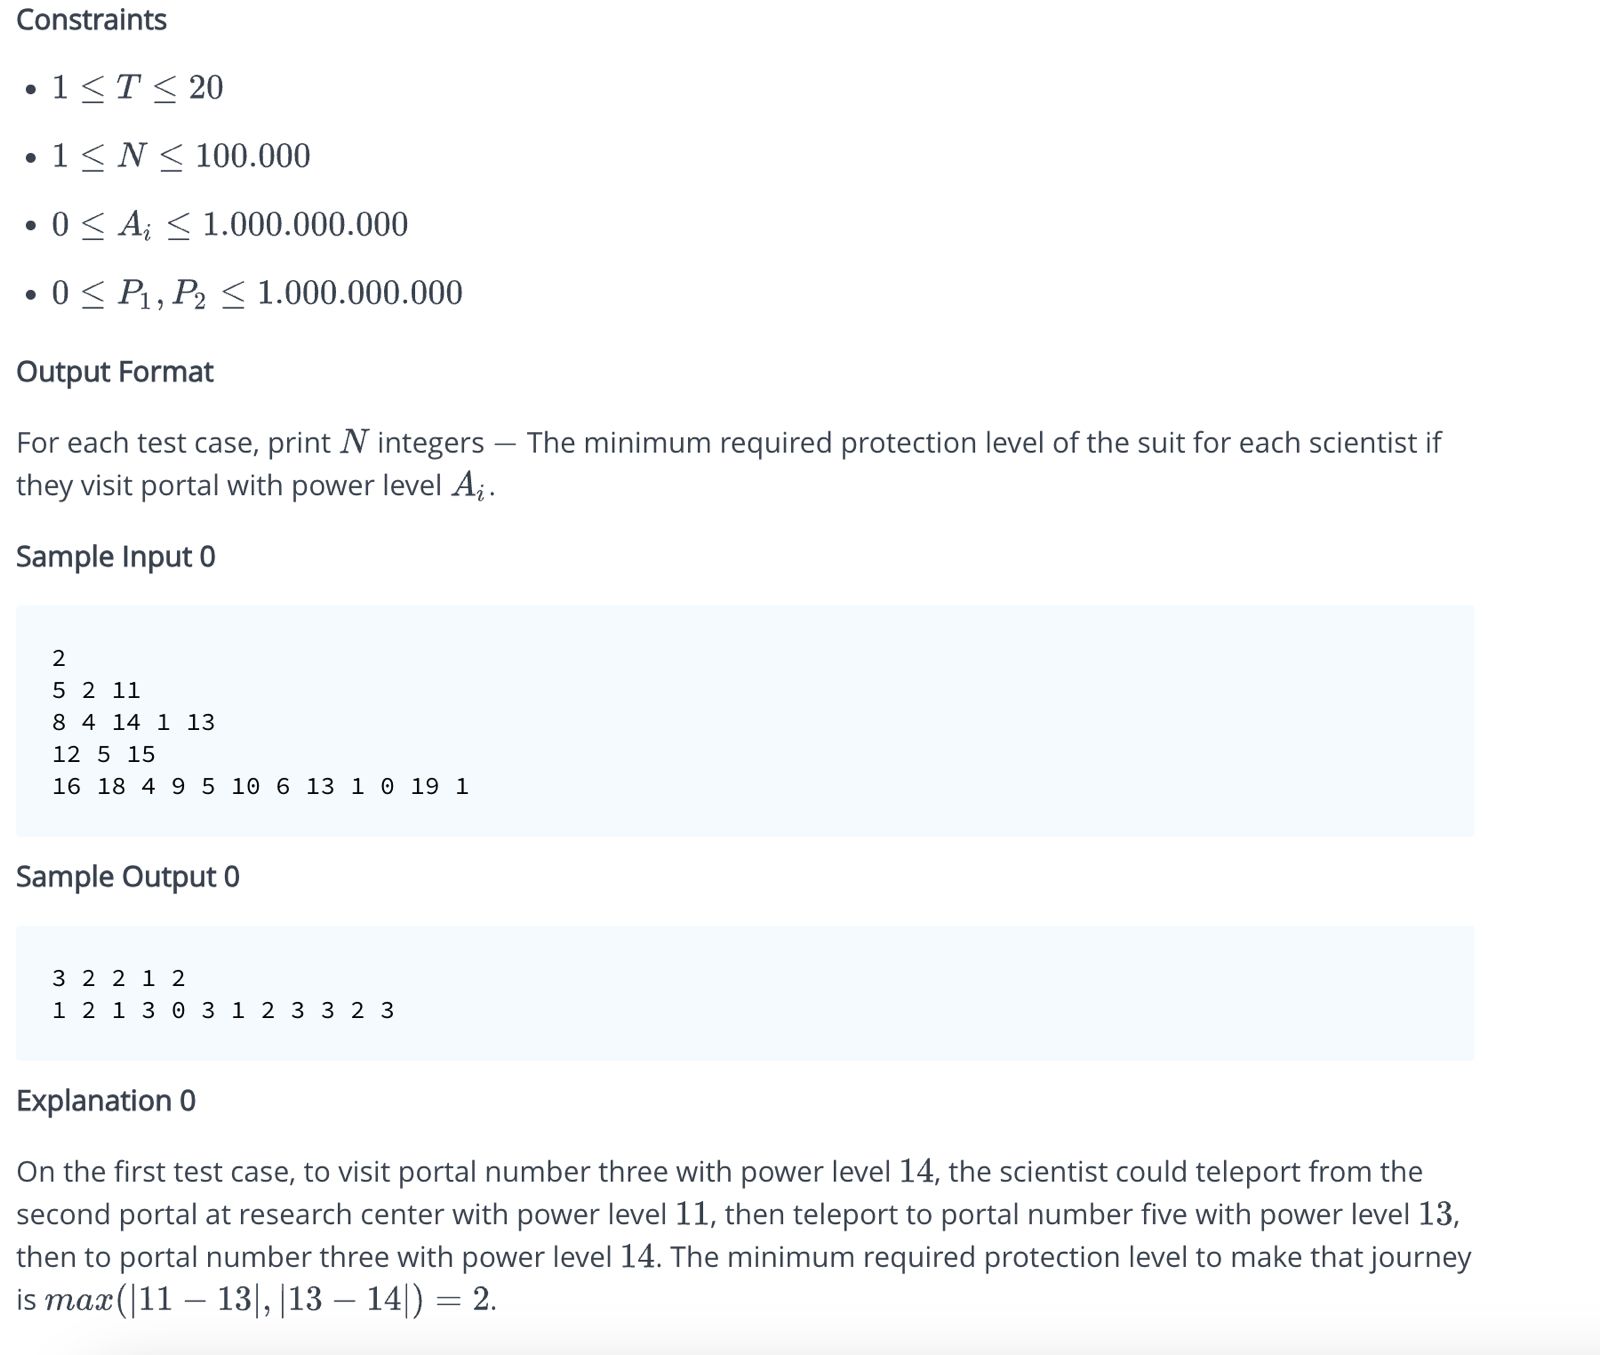 Constraints
• 1 ≤ T ≤ 20
• 1 ≤ N ≤ 100.000
• 0 ≤ A_i ≤ 1.000.000.000
• 0 ≤ P_1, P_2 ≤ 1.000.000.000
Output Format
For each test case, print N integers — The minimum required protection level of the suit for each scientist if
they visit portal with power level A_i.
Sample Input 0
2
5 2 11
8 4 14 1 13
12 5 15
16 18 4 9 5 10 6 13 1 0 19 1
Sample Output 0
3 2 2 1 2
1 2 1 3 0 3 1 2 3 3 2 3
Explanation 0
On the first test case, to visit portal number three with power level 14, the scientist could teleport from the
second portal at research center with power level 11, then teleport to portal number five with power level 13,
then to portal number three with power level 14. The minimum required protection level to make that journey
is max(|11 − 13|, |13 − 14|) = 2.